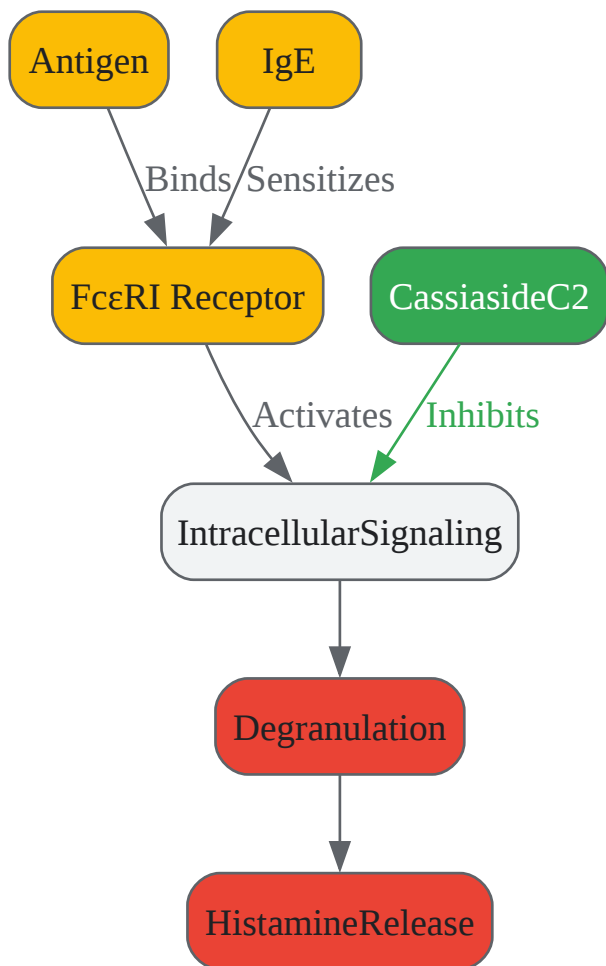 Antigen
IgE
Binds
Sensitizes
FcεRI Receptor
CassiasideC2
Activates
Inhibits
IntracellularSignaling
Degranulation
HistamineRelease